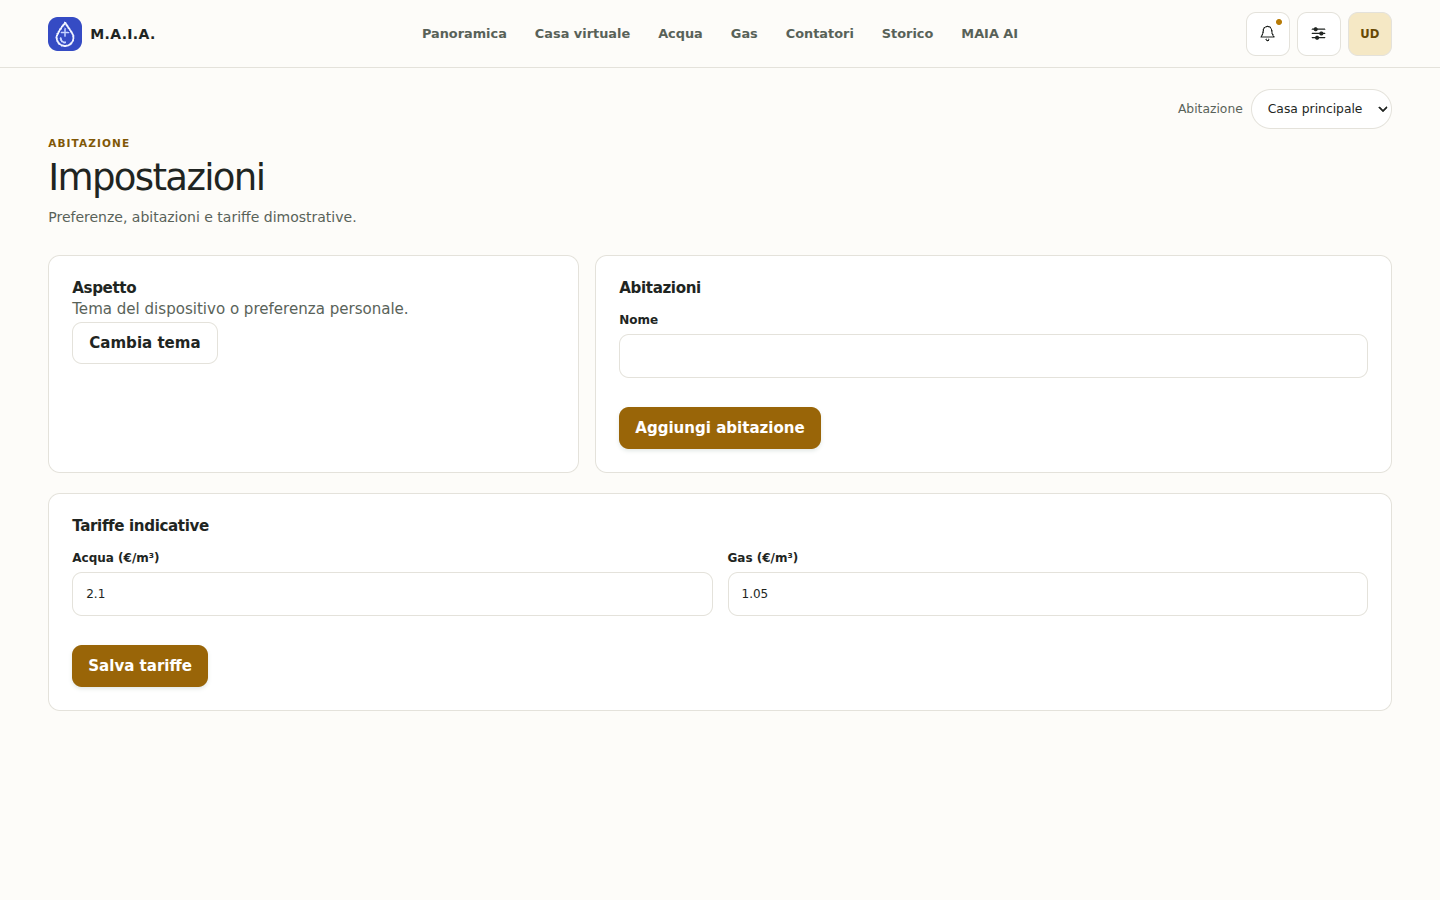 M.A.I.A.
Panoramica
Casa virtuale
Acqua
Gas
Contatori
Storico
MAIA AI
UD
Abitazione
Casa principale
ABITAZIONE
Impostazioni
Preferenze, abitazioni e tariffe dimostrative.
Aspetto
Tema del dispositivo o preferenza personale.
Cambia tema
Abitazioni
Nome
Aggiungi abitazione
Tariffe indicative
Acqua (€/m³)
2.1
Gas (€/m³)
1.05
Salva tariffe